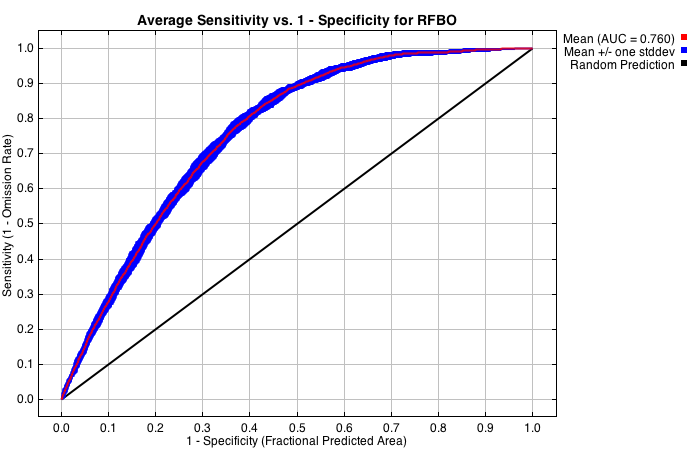 Average Sensitivity vs. 1 - Specificity for RFBO
Mean (AUC = 0.760)
Mean +/- one stddev
Random Prediction
Sensitivity (1 - Omission Rate)
1.0
0.9
0.8
0.7
0.6
0.5
0.4
0.3
0.2
0.1
0.0
0.0 0.1 0.2 0.3 0.4 0.5 0.6 0.7 0.8 0.9 1.0
1 - Specificity (Fractional Predicted Area)